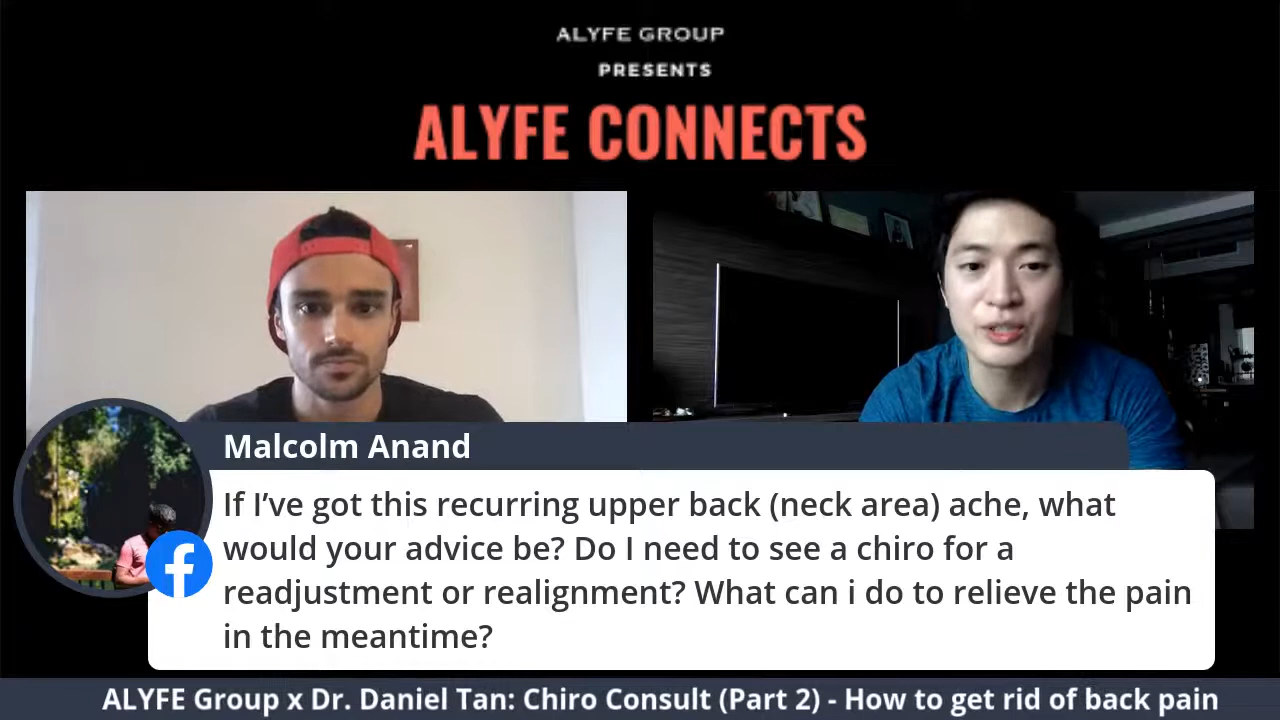 ALYFE GROUP
PRESENTS
ALYFE CONNECTS
Malcolm Anand
If I’ve got this recurring upper back (neck area) ache, what
would your advice be? Do I need to see a chiro for a
readjustment or realignment? What can i do to relieve the pain
in the meantime?
ALYFE Group x Dr. Daniel Tan: Chiro Consult (Part 2) - How to get rid of back pain